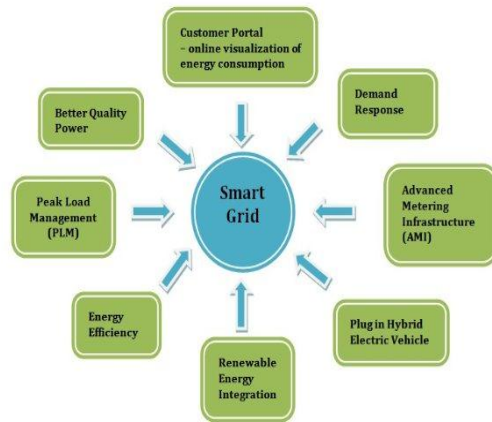 Customer Portal
– online visualization of
energy consumption
Better Quality
Power
Demand
Response
Smart
Grid
Peak Load
Management
(PLM)
Advanced
Metering
Infrastructure
(AMI)
Energy
Efficiency
Plug in Hybrid
Electric Vehicle
Renewable
Energy
Integration